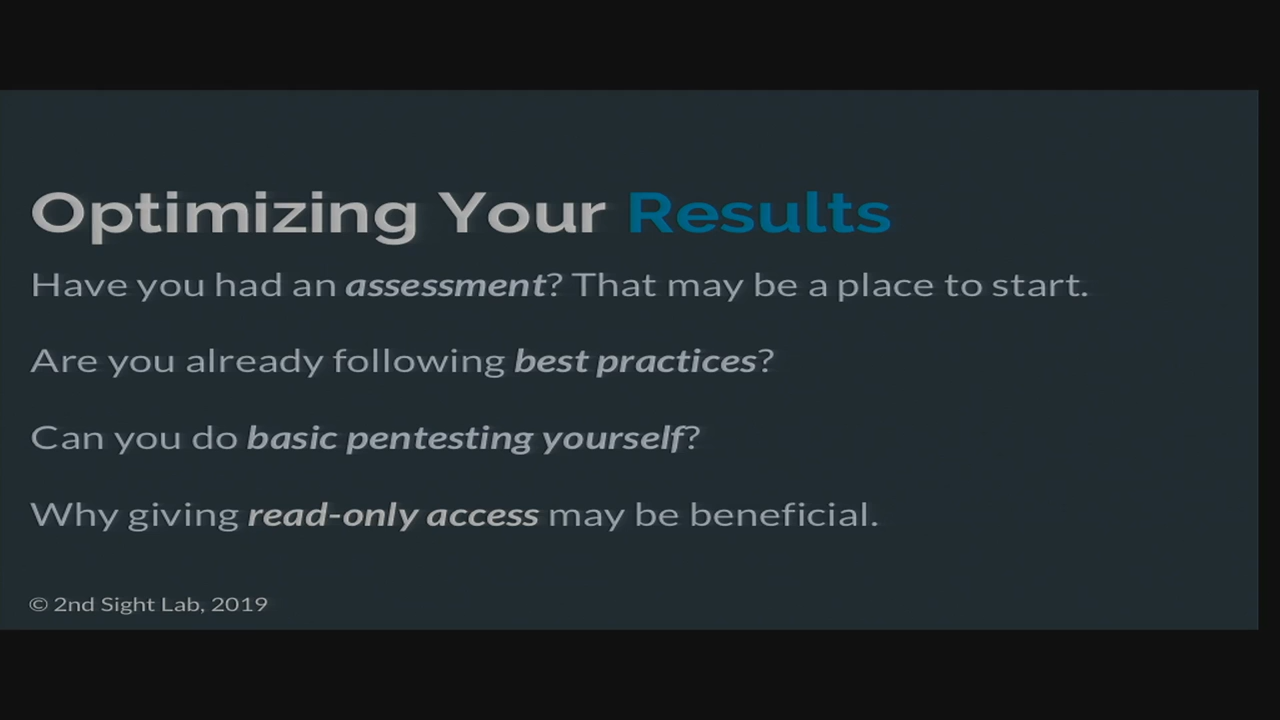 Optimizing Your Results
Have you had an assessment? That may be a place to start.
Are you already following best practices?
Can you do basic pentesting yourself?
Why giving read-only access may be beneficial.
© 2nd Sight Lab, 2019